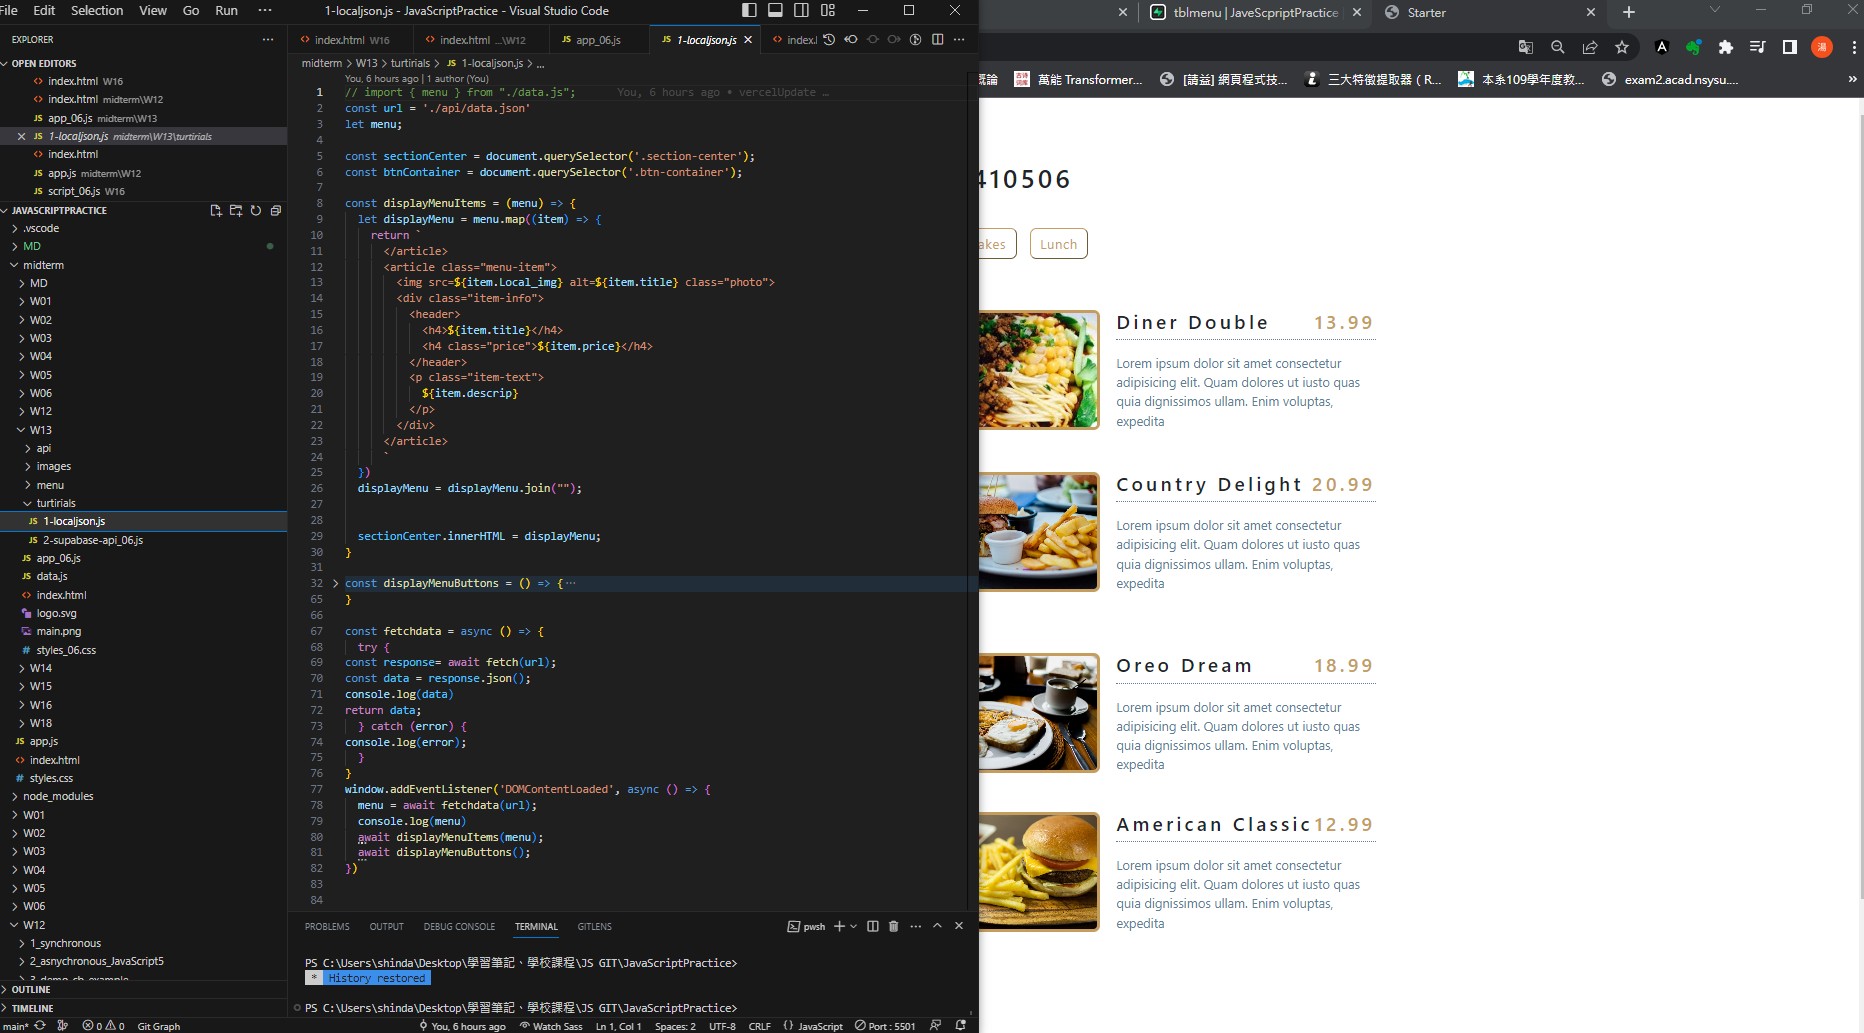 File Edit Selection View Go Run ···
1-localjson.js - JavaScriptPractice - Visual Studio Code
EXPLORER
OPEN EDITORS
index.html W16
index.html midterm\W12
app_06.js midterm\W13
1-localjson.js midterm\W13\turtirials
index.html
app.js midterm\W12
script_06.js W16
JAVASCRIPTPRACTICE
.vscode
MD
midterm
MD
W01
W02
W03
W04
W05
W06
W12
W13
api
images
menu
turtirials
1-localjson.js
2-supabase-api_06.js
app_06.js
data.js
index.html
logo.svg
main.png
styles_06.css
W14
W15
W16
W18
app.js
index.html
styles.css
node_modules
W01
W02
W03
W04
W05
W06
W12
1_synchronous
2_asnychronous_JavaScript5
3_demo_cb_example
OUTLINE
TIMELINE
index.html W16
index.html ...\W12
app_06.js
1-localjson.js
index.l
midterm > W13 > turtirials > JS 1-localjson.js > ...
You, 6 hours ago | 1 author (You)
1 // import { menu } from "./data.js"; You, 6 hours ago • vercelUpdate …
2 const url = './api/data.json'
3 let menu;
4
5 const sectionCenter = document.querySelector('.section-center');
6 const btnContainer = document.querySelector('.btn-container');
7
8 const displayMenuItems = (menu) => {
9 let displayMenu = menu.map((item) => {
10 return `
11 </article>
12 <article class="menu-item">
13 <img src=${item.Local_img} alt=${item.title} class="photo">
14 <div class="item-info">
15 <header>
16 <h4>${item.title}</h4>
17 <h4 class="price">${item.price}</h4>
18 </header>
19 <p class="item-text">
20 ${item.descrip}
21 </p>
22 </div>
23 </article>
24 `
25 })
26 displayMenu = displayMenu.join("");
27
28
29 sectionCenter.innerHTML = displayMenu;
30 }
31
32 const displayMenuButtons = () => {···
65 }
66
67 const fetchdata = async () => {
68 try {
69 const response= await fetch(url);
70 const data = response.json();
71 console.log(data)
72 return data;
73 } catch (error) {
74 console.log(error);
75 }
76 }
77 window.addEventListener('DOMContentLoaded', async () => {
78 menu = await fetchdata(url);
79 console.log(menu)
80 await displayMenuItems(menu);
81 await displayMenuButtons();
82 })
83
84
PROBLEMS OUTPUT DEBUG CONSOLE TERMINAL GITLENS
pwsh
PS C:\Users\shinda\Desktop\學習筆記、學校課程\JS GIT\JavaScriptPractice>
* History restored
PS C:\Users\shinda\Desktop\學習筆記、學校課程\JS GIT\JavaScriptPractice>
main* 0 0 Git Graph
You, 6 hours ago Watch Sass Ln 1, Col 1 Spaces: 2 UTF-8 CRLF {} JavaScript Port : 5501
tblmenu | JaveScpriptPractice
Starter
湯
概論
萬能 Transformer...
[請益] 網頁程式技...
三大特徵提取器（R...
本系109學年度教...
exam2.acad.nsysu....
410506
akes
Lunch
Diner Double 13.99
Lorem ipsum dolor sit amet consectetur
adipisicing elit. Quam dolores ut iusto quas
quia dignissimos ullam. Enim voluptas,
expedita
Country Delight 20.99
Lorem ipsum dolor sit amet consectetur
adipisicing elit. Quam dolores ut iusto quas
quia dignissimos ullam. Enim voluptas,
expedita
Oreo Dream 18.99
Lorem ipsum dolor sit amet consectetur
adipisicing elit. Quam dolores ut iusto quas
quia dignissimos ullam. Enim voluptas,
expedita
American Classic 12.99
Lorem ipsum dolor sit amet consectetur
adipisicing elit. Quam dolores ut iusto quas
quia dignissimos ullam. Enim voluptas,
expedita